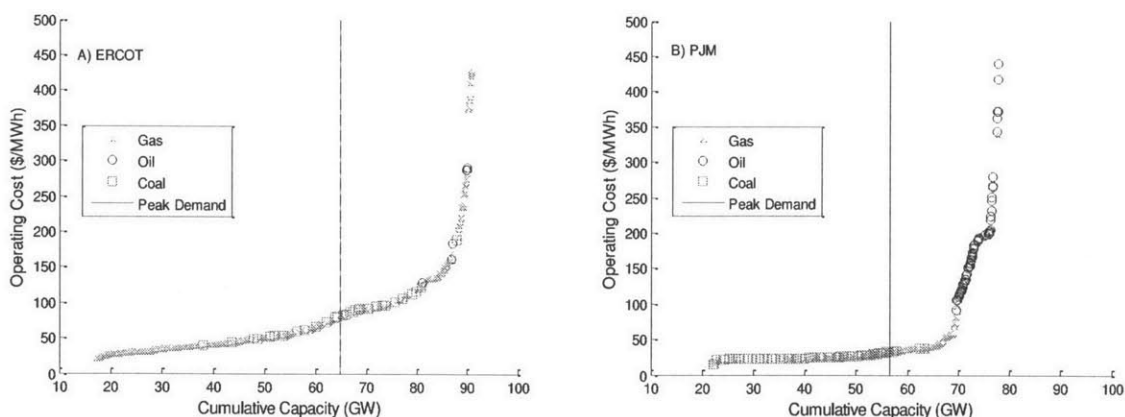 A) ERCOT
Operating Cost ($/MWh)
500
450
400
350
300
250
200
150
100
50
0
Gas
Oil
Coal
Peak Demand
10 20 30 40 50 60 70 80 90 100
Cumulative Capacity (GW)
B) PJM
Operating Cost ($/MWh)
500
450
400
350
300
250
200
150
100
50
0
Gas
Oil
Coal
Peak Demand
10 20 30 40 50 60 70 80 90 100
Cumulative Capacity (GW)